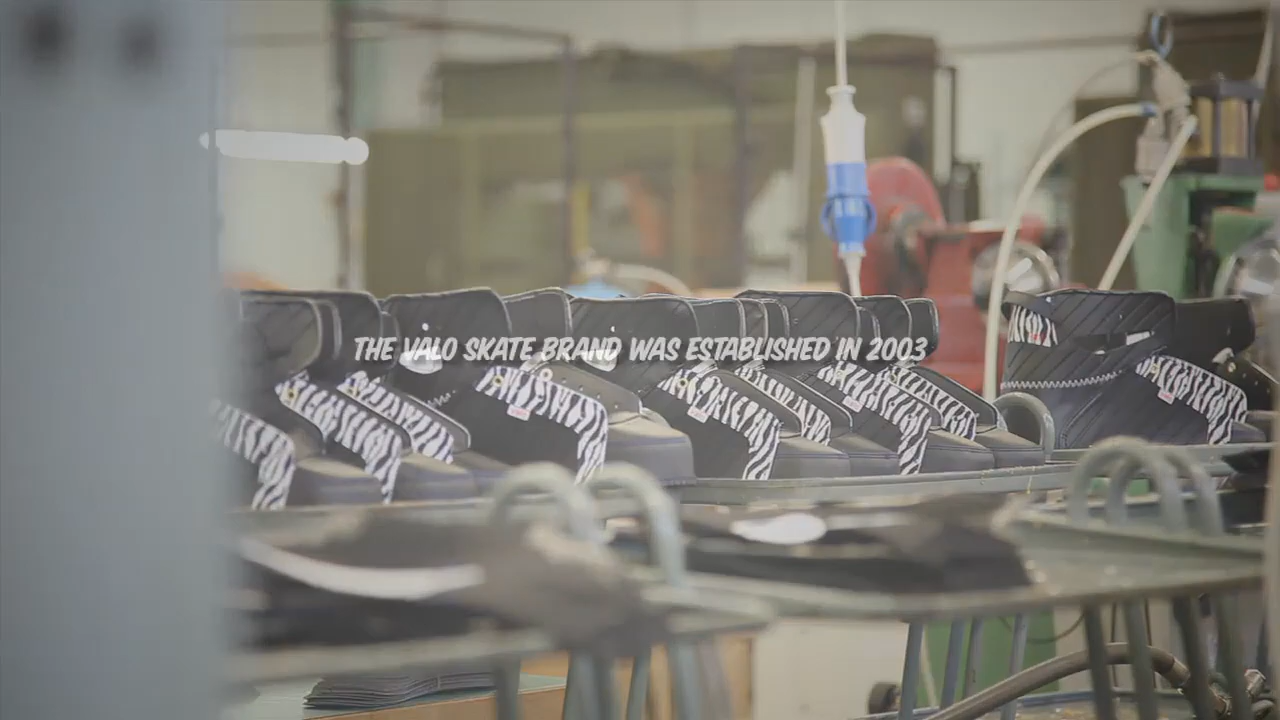 THE VALO SKATE BRAND WAS ESTABLISHED IN 2003